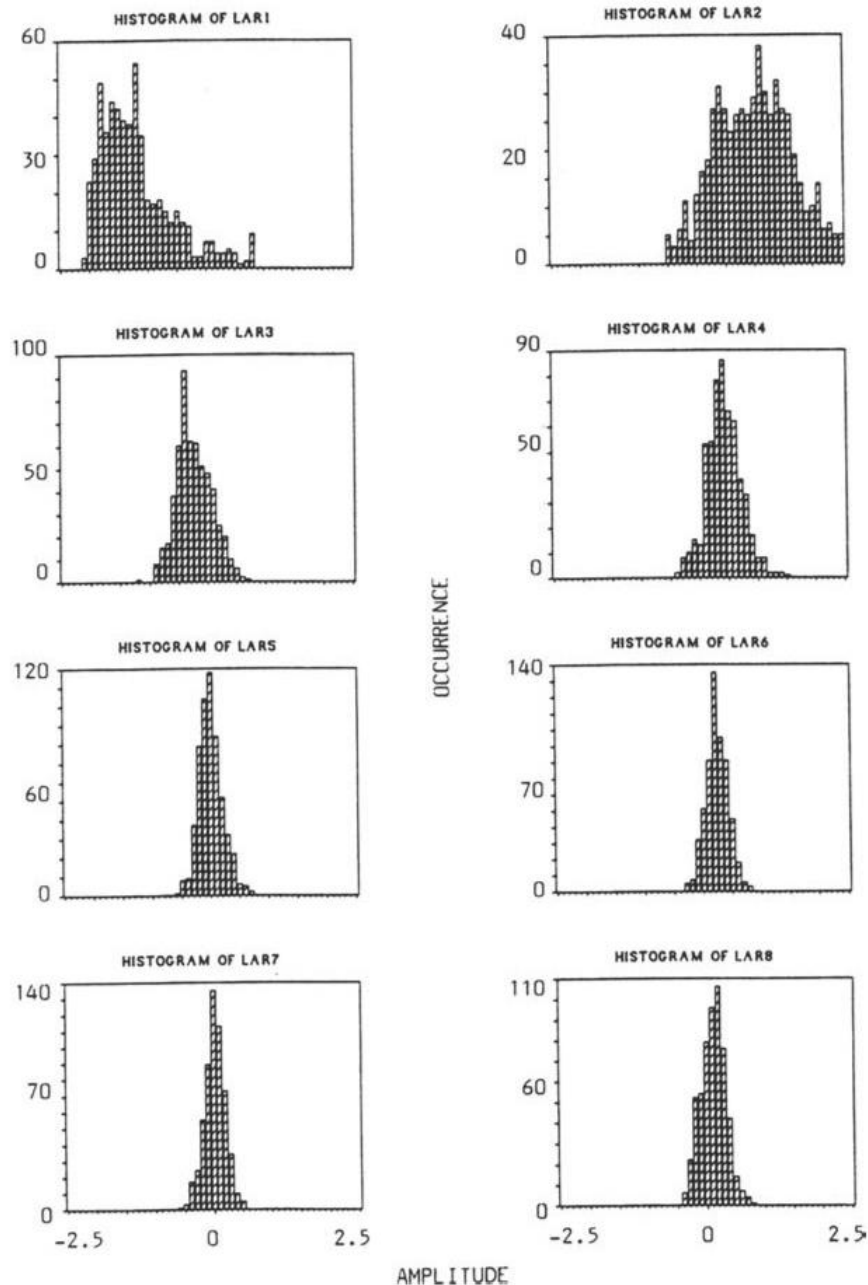 HISTOGRAM OF LAR1
60
30
0
HISTOGRAM OF LAR2
40
20
0
HISTOGRAM OF LAR3
100
50
0
HISTOGRAM OF LAR4
90
50
0
OCCURRENCE
HISTOGRAM OF LAR5
120
60
0
HISTOGRAM OF LAR6
140
70
0
HISTOGRAM OF LAR7
140
70
0
-2.5 0 2.5
HISTOGRAM OF LAR8
110
60
0
-2.5 0 2.5
AMPLITUDE